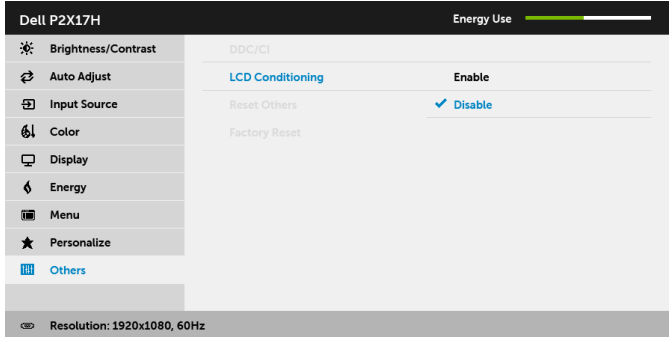 Dell P2X17H Energy Use
Brightness/Contrast DDC/CI
Auto Adjust LCD Conditioning Enable
Input Source Reset Others Disable
Color Factory Reset
Display
Energy
Menu
Personalize
Others
Resolution: 1920x1080, 60Hz